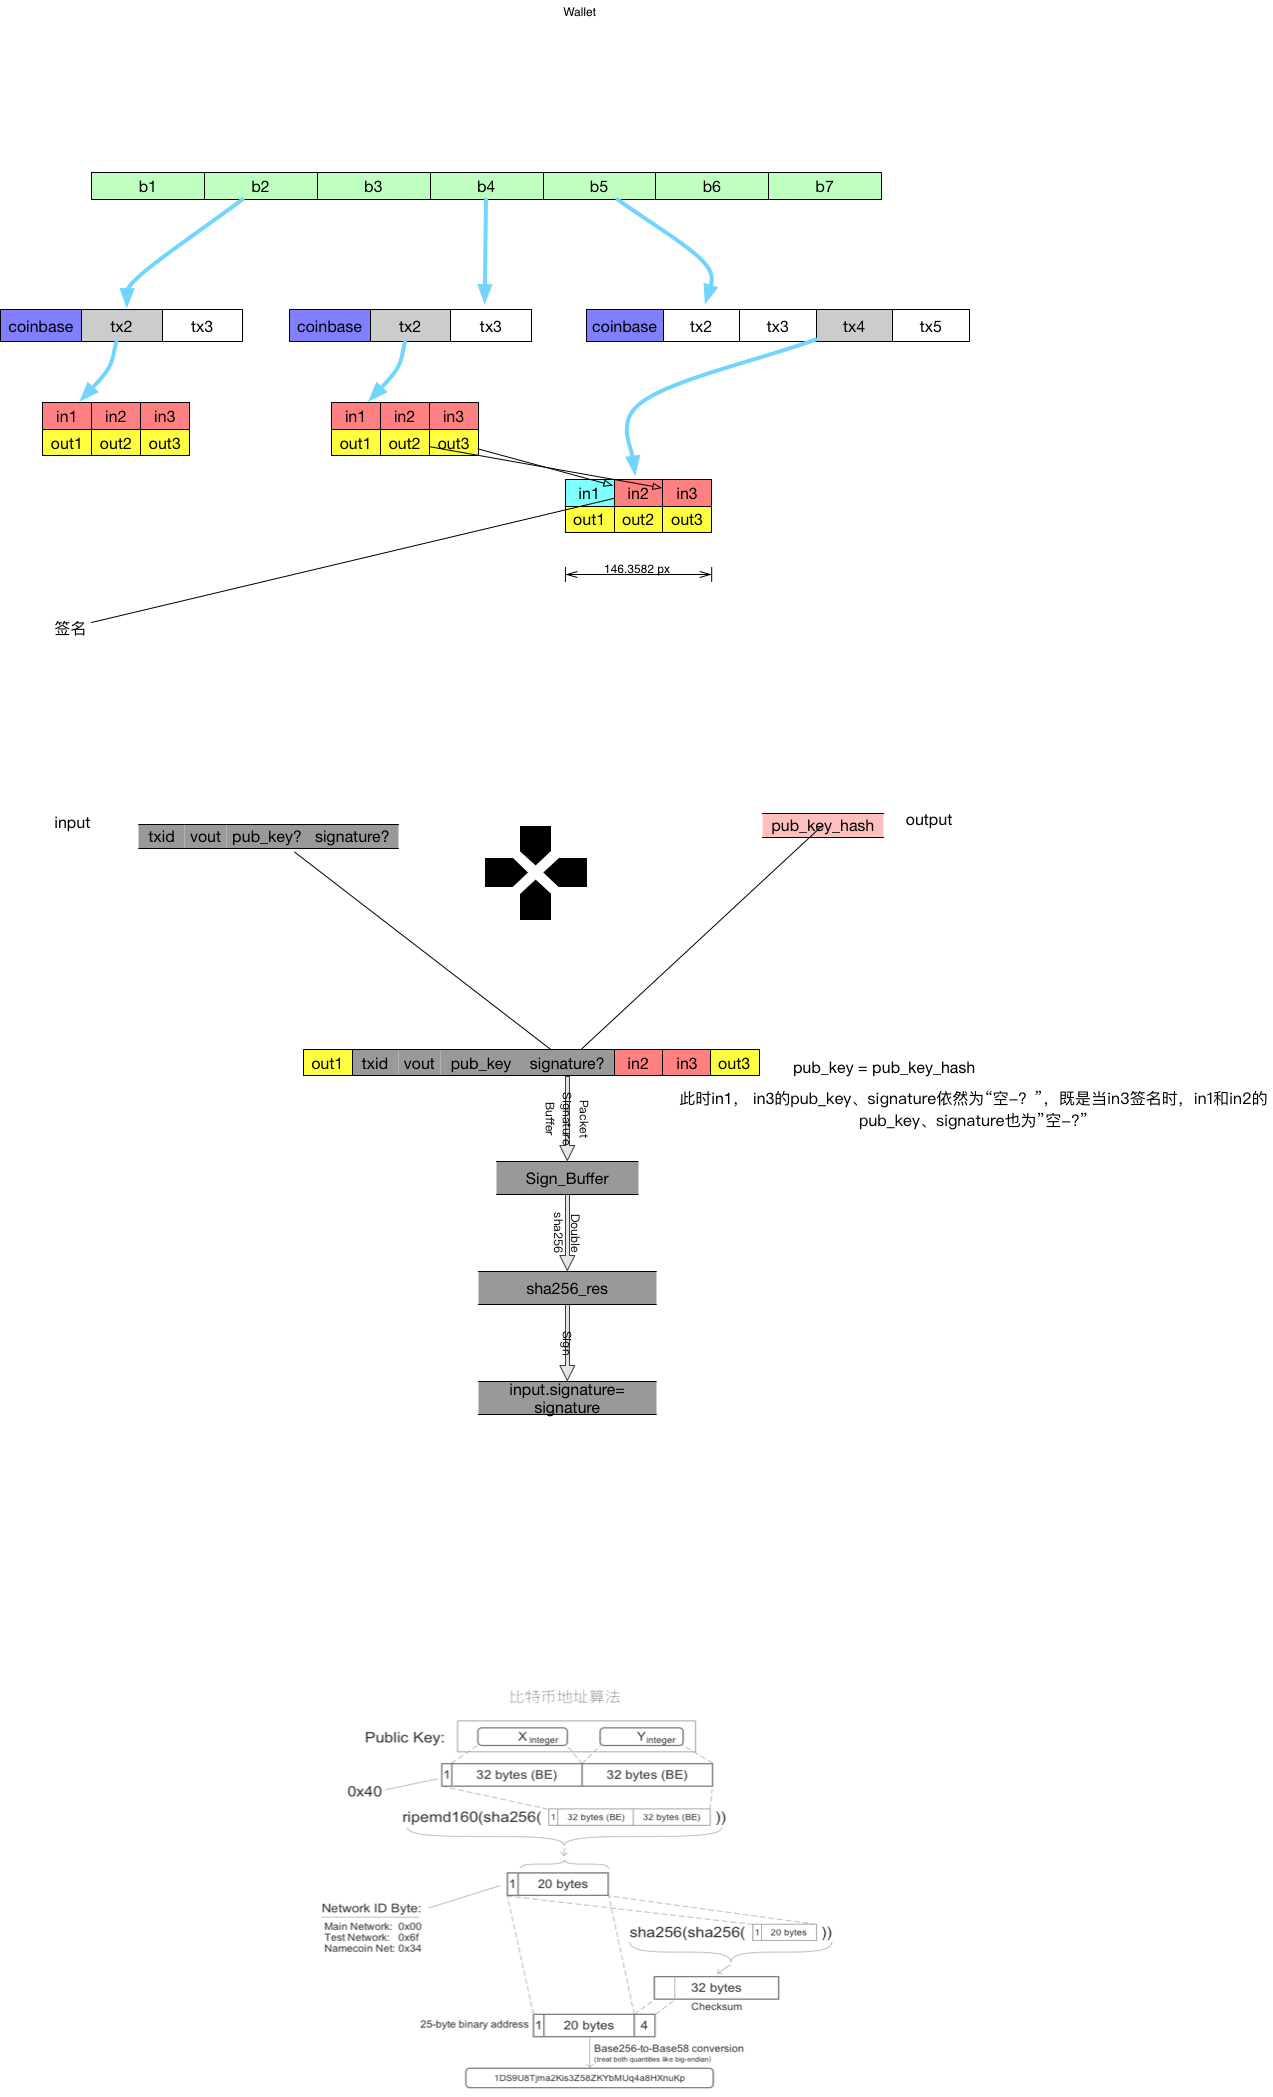 Wallet
b1 b2 b3 b4 b5 b6 b7
coinbase tx2 tx3
coinbase tx2 tx3
coinbase tx2 tx3 tx4 tx5
in1 in2 in3
out1 out2 out3
in1 in2 in3
out1 out2 out3
in1 in2 in3
out1 out2 out3
146.3582 px
签名
input
txid vout pub_key? signature?
pub_key_hash
output
out1 txid vout pub_key signature? in2 in3 out3
pub_key = pub_key_hash
此时in1， in3的pub_key、signature依然为“空-？”，既是当in3签名时，in1和in2的
pub_key、signature也为”空-?”
Packet
Signature
Buffer
Sign_Buffer
Double
sha256
sha256_res
Sign
input.signature=
signature
比特币地址算法
Public Key:
X integer
Y integer
1 32 bytes (BE) 32 bytes (BE)
0x40
ripemd160(sha256( 1 32 bytes (BE) 32 bytes (BE) ))
1 20 bytes
Network ID Byte:
Main Network: 0x00
Test Network: 0x6f
Namecoin Net: 0x34
sha256(sha256( 1 20 bytes ))
32 bytes
Checksum
25-byte binary address 1 20 bytes 4
Base256-to-Base58 conversion
(treat both quantities like big-endian)
1DS9U8Tjma2Kis3Z58ZKYbMUq4a8HXnuKp